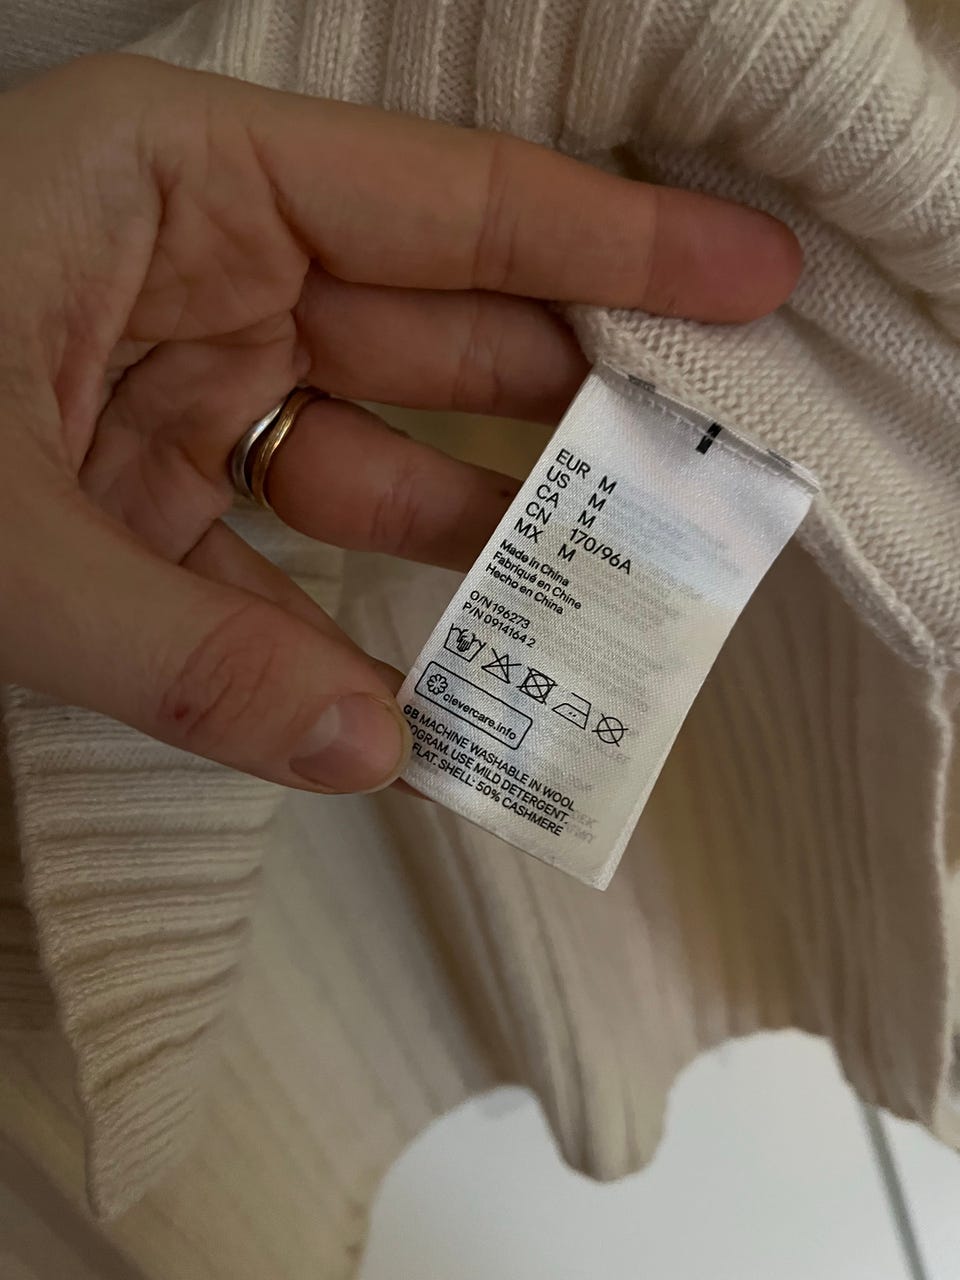 EUR M
US M
CA M
CN 170/96A
MX M
Made in China
Fabriqué en Chine
Hecho en China
O/N 196273
P/N 0914164 2
clevercare.info
GB MACHINE WASHABLE IN WOOL
OGRAM. USE MILD DETERGENT.
FLAT. SHELL: 50% CASHMERE